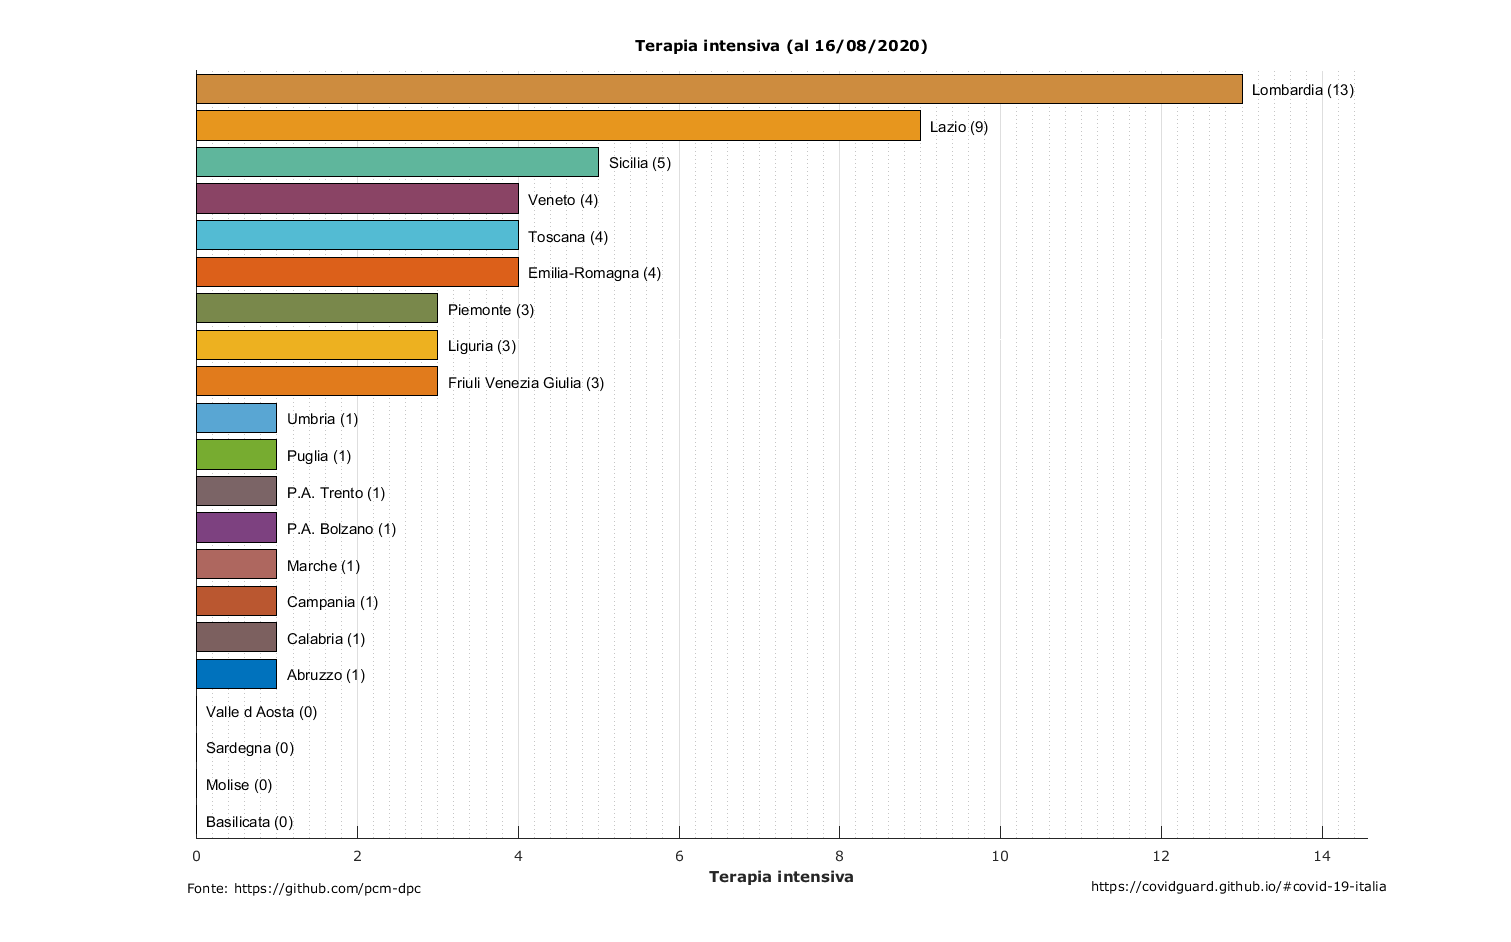 Terapia intensiva (al 16/08/2020)
Lombardia (13)
Lazio (9)
Sicilia (5)
Veneto (4)
Toscana (4)
Emilia-Romagna (4)
Piemonte (3)
Liguria (3)
Friuli Venezia Giulia (3)
Umbria (1)
Puglia (1)
P.A. Trento (1)
P.A. Bolzano (1)
Marche (1)
Campania (1)
Calabria (1)
Abruzzo (1)
Valle d Aosta (0)
Sardegna (0)
Molise (0)
Basilicata (0)
0 2 4 6 8 10 12 14
Terapia intensiva
Fonte: https://github.com/pcm-dpc
https://covidguard.github.io/#covid-19-italia